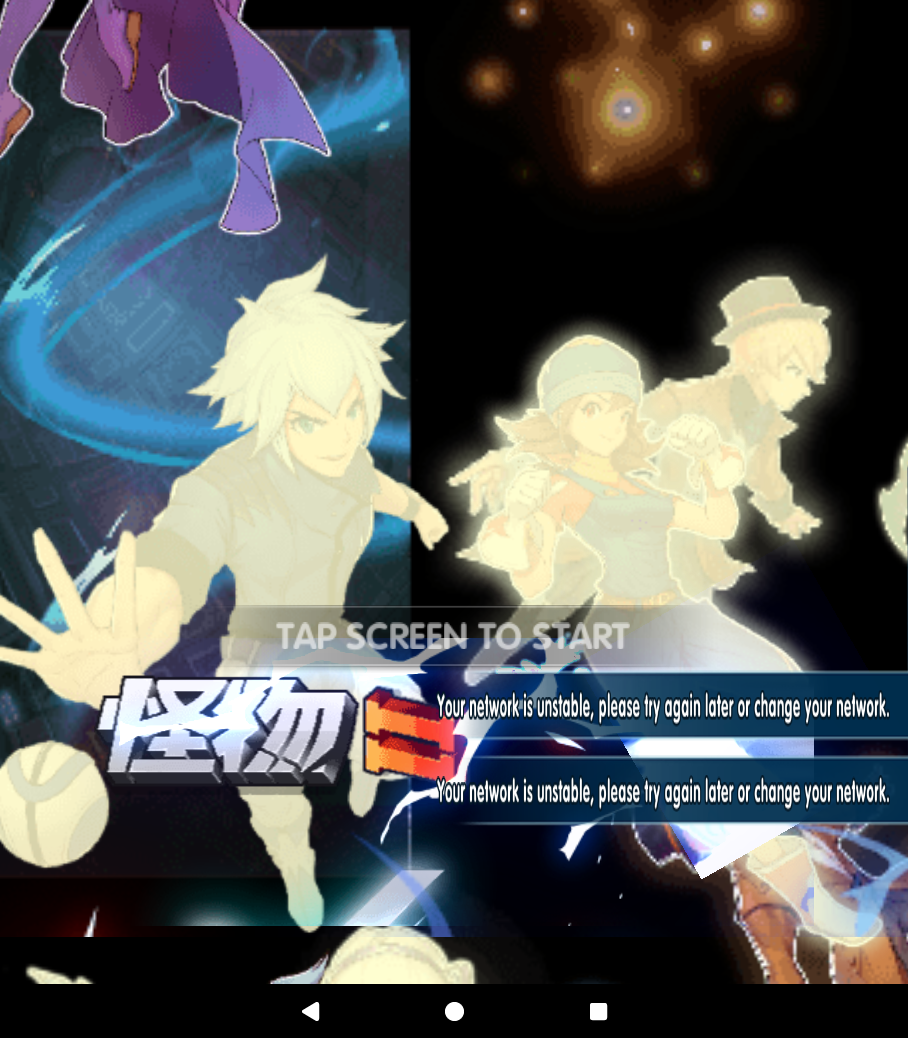 TAP SCREEN TO START
怪物
Your network is unstable, please try again later or change your network.
Your network is unstable, please try again later or change your network.